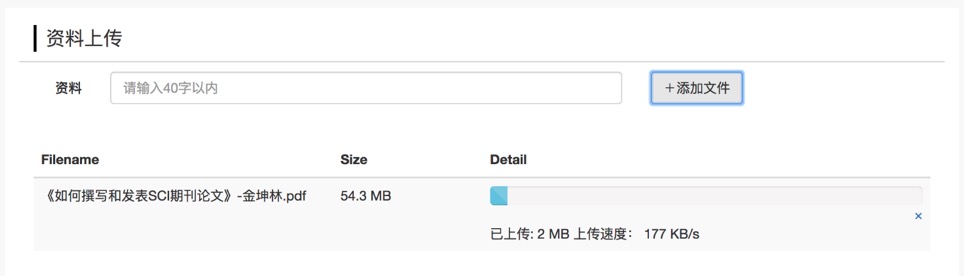 资料上传
资料 请输入40字以内 ＋添加文件
Filename Size Detail
《如何撰写和发表SCI期刊论文》-金坤林.pdf 54.3 MB
×
已上传: 2 MB 上传速度： 177 KB/s